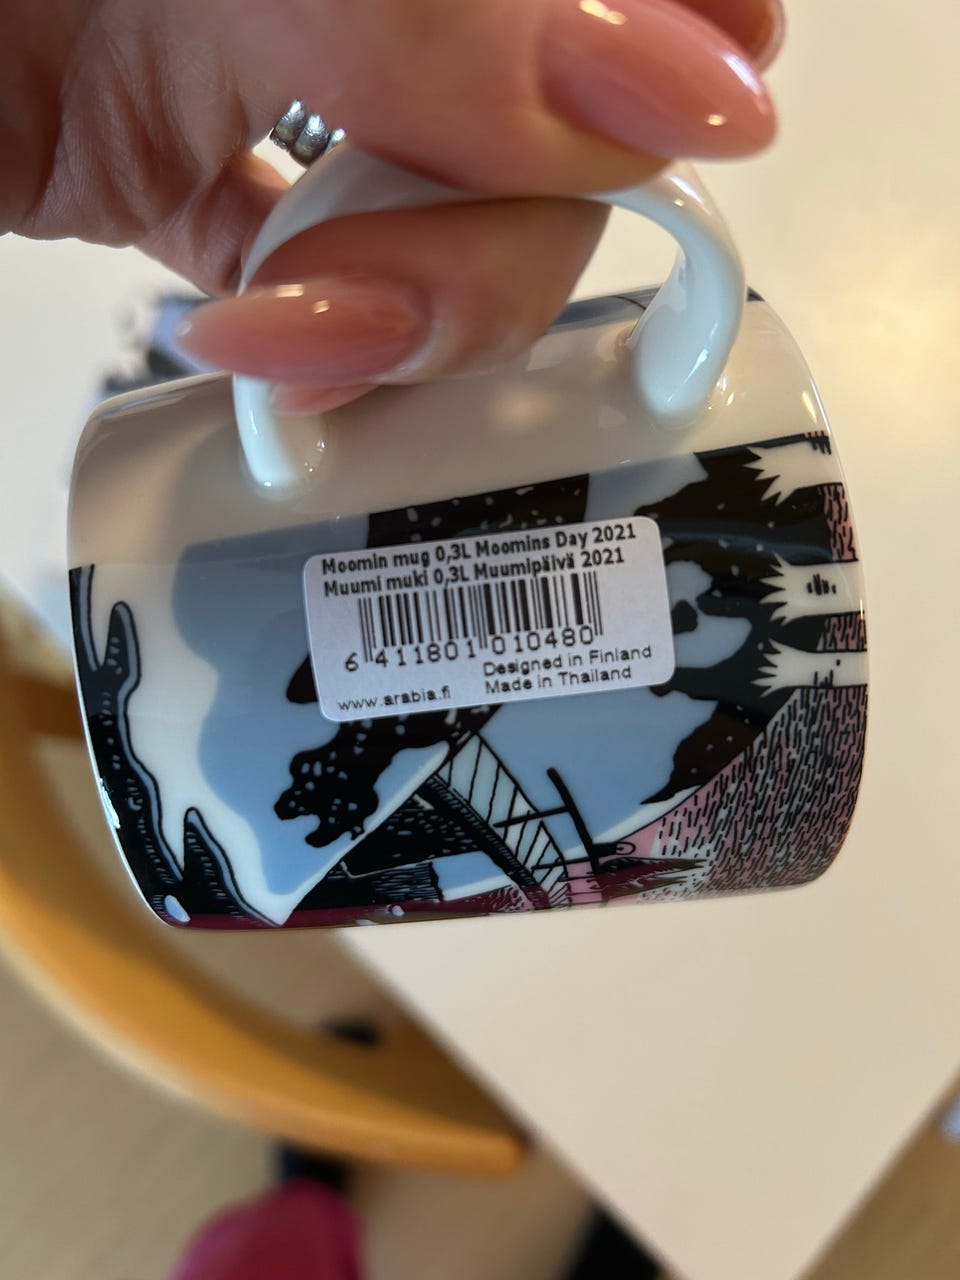 Moomin mug 0,3L Moomins Day 2021
Muumi muki 0,3L Muumipäivä 2021
6 411801 010480
Designed in Finland
www.arabia.fi Made in Thailand